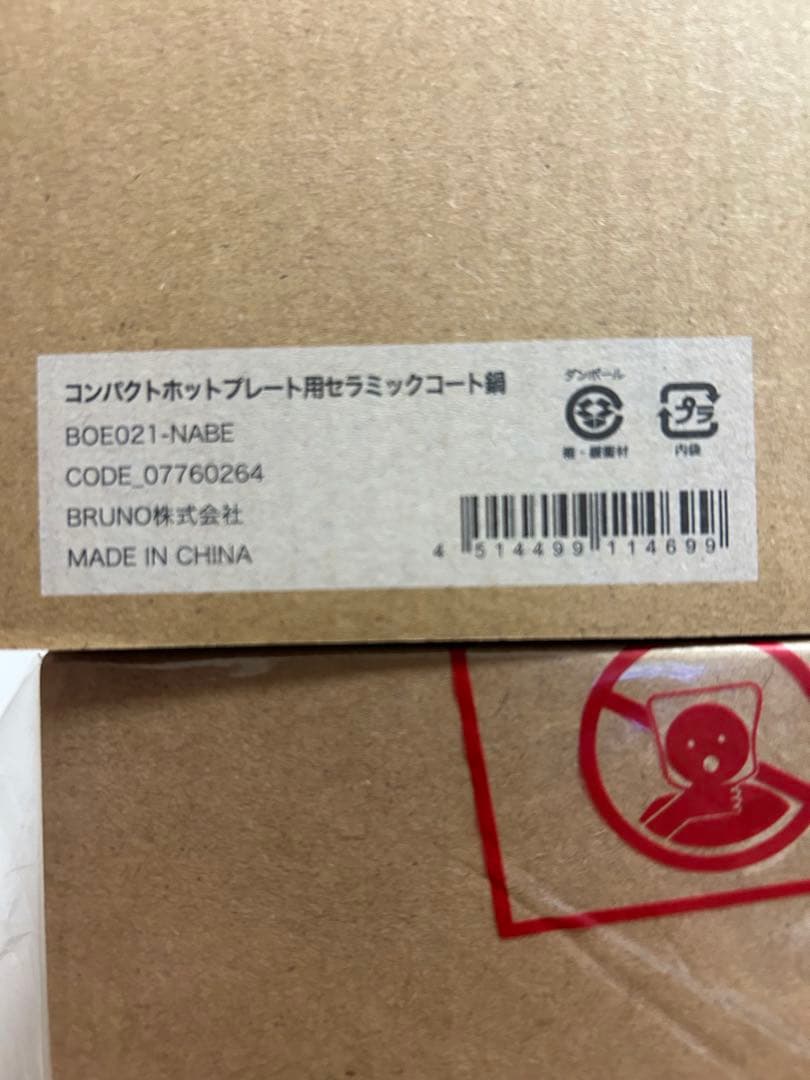 コンパクトホットプレート用セラミックコート鍋
BOE021-NABE
CODE_07760264
BRUNO株式会社
MADE IN CHINA
ダンボール
箱・緩衝材
プラ
内袋
4 514499 114699